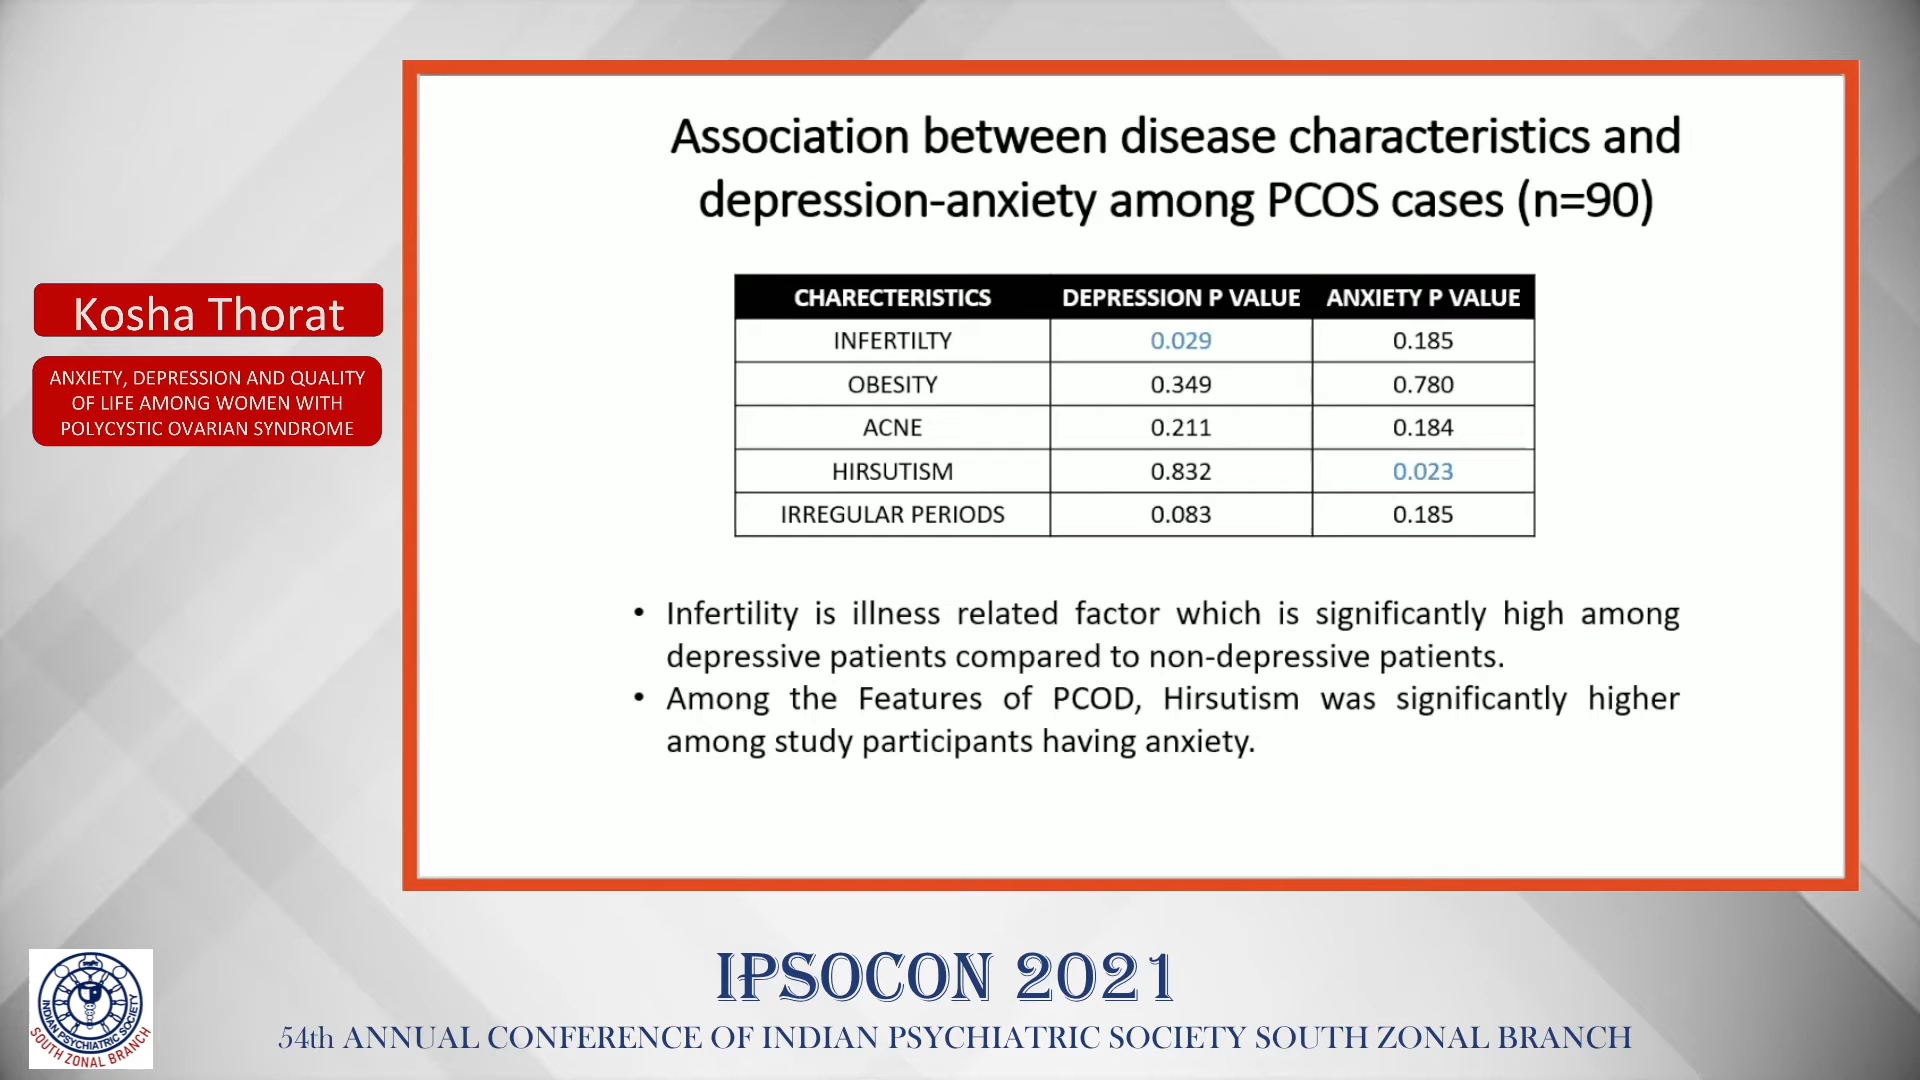 Association between disease characteristics and
depression-anxiety among PCOS cases (n=90)
Kosha Thorat
ANXIETY, DEPRESSION AND QUALITY
OF LIFE AMONG WOMEN WITH
POLYCYSTIC OVARIAN SYNDROME
CHARECTERISTICS DEPRESSION P VALUE ANXIETY P VALUE
INFERTILTY 0.029 0.185
OBESITY 0.349 0.780
ACNE 0.211 0.184
HIRSUTISM 0.832 0.023
IRREGULAR PERIODS 0.083 0.185
• Infertility is illness related factor which is significantly high among
depressive patients compared to non-depressive patients.
• Among the Features of PCOD, Hirsutism was significantly higher
among study participants having anxiety.
IPSOCON 2021
54th ANNUAL CONFERENCE OF INDIAN PSYCHIATRIC SOCIETY SOUTH ZONAL BRANCH
INDIAN PSYCHIATRIC SOCIETY
SOUTH ZONAL BRANCH